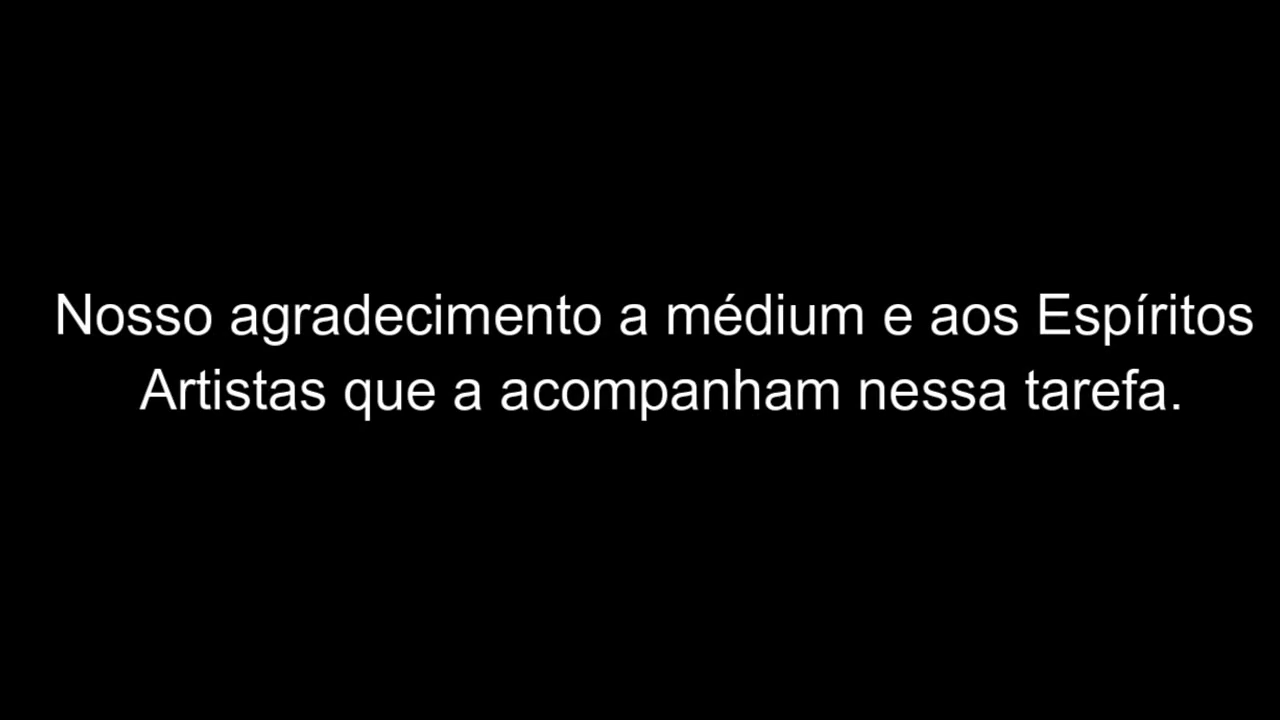 Nosso agradecimento a médium e aos Espíritos
Artistas que a acompanham nessa tarefa.